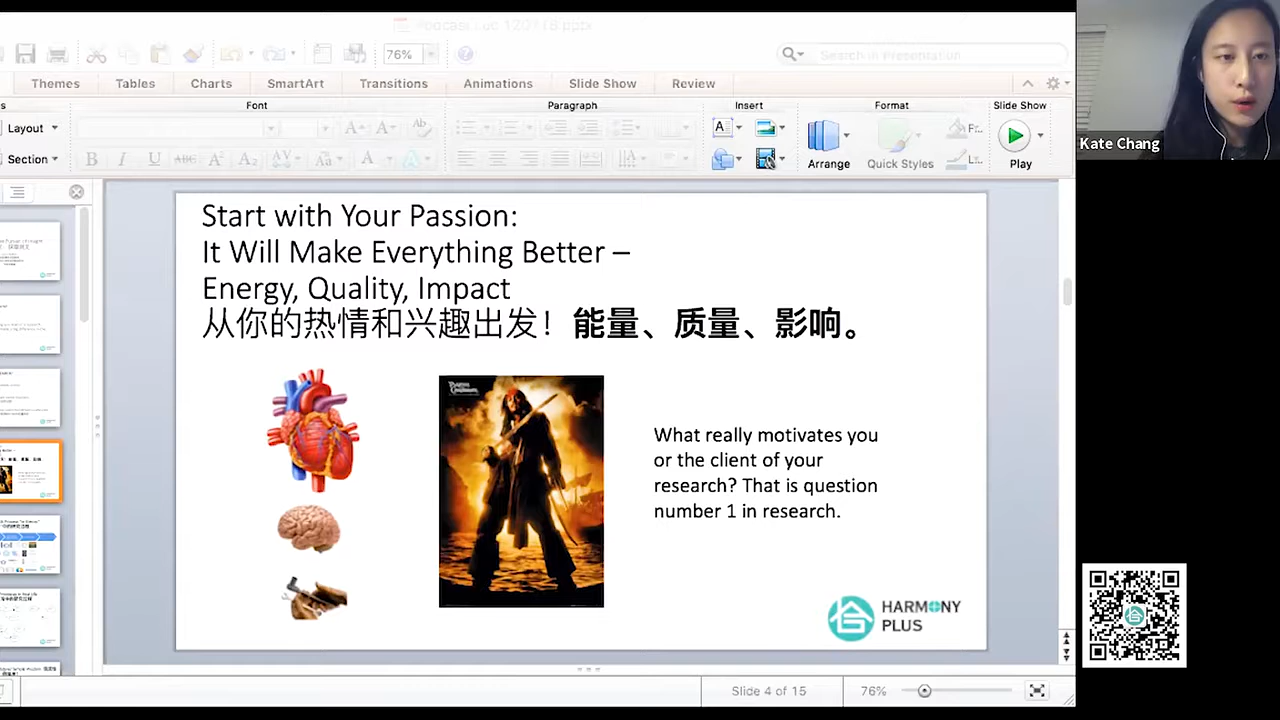 76%
Themes
Tables
Charts
SmartArt
Transitions
Animations
Slide Show
Review
Font
Paragraph
Insert
Format
Slide Show
Layout
Section
Arrange
Quick Styles
Play
Kate Chang
Start with Your Passion:
It Will Make Everything Better –
Energy, Quality, Impact
从你的热情和兴趣出发！能量、质量、影响。
What really motivates you
or the client of your
research? That is question
number 1 in research.
HARMONY
PLUS
Slide 4 of 15
76%